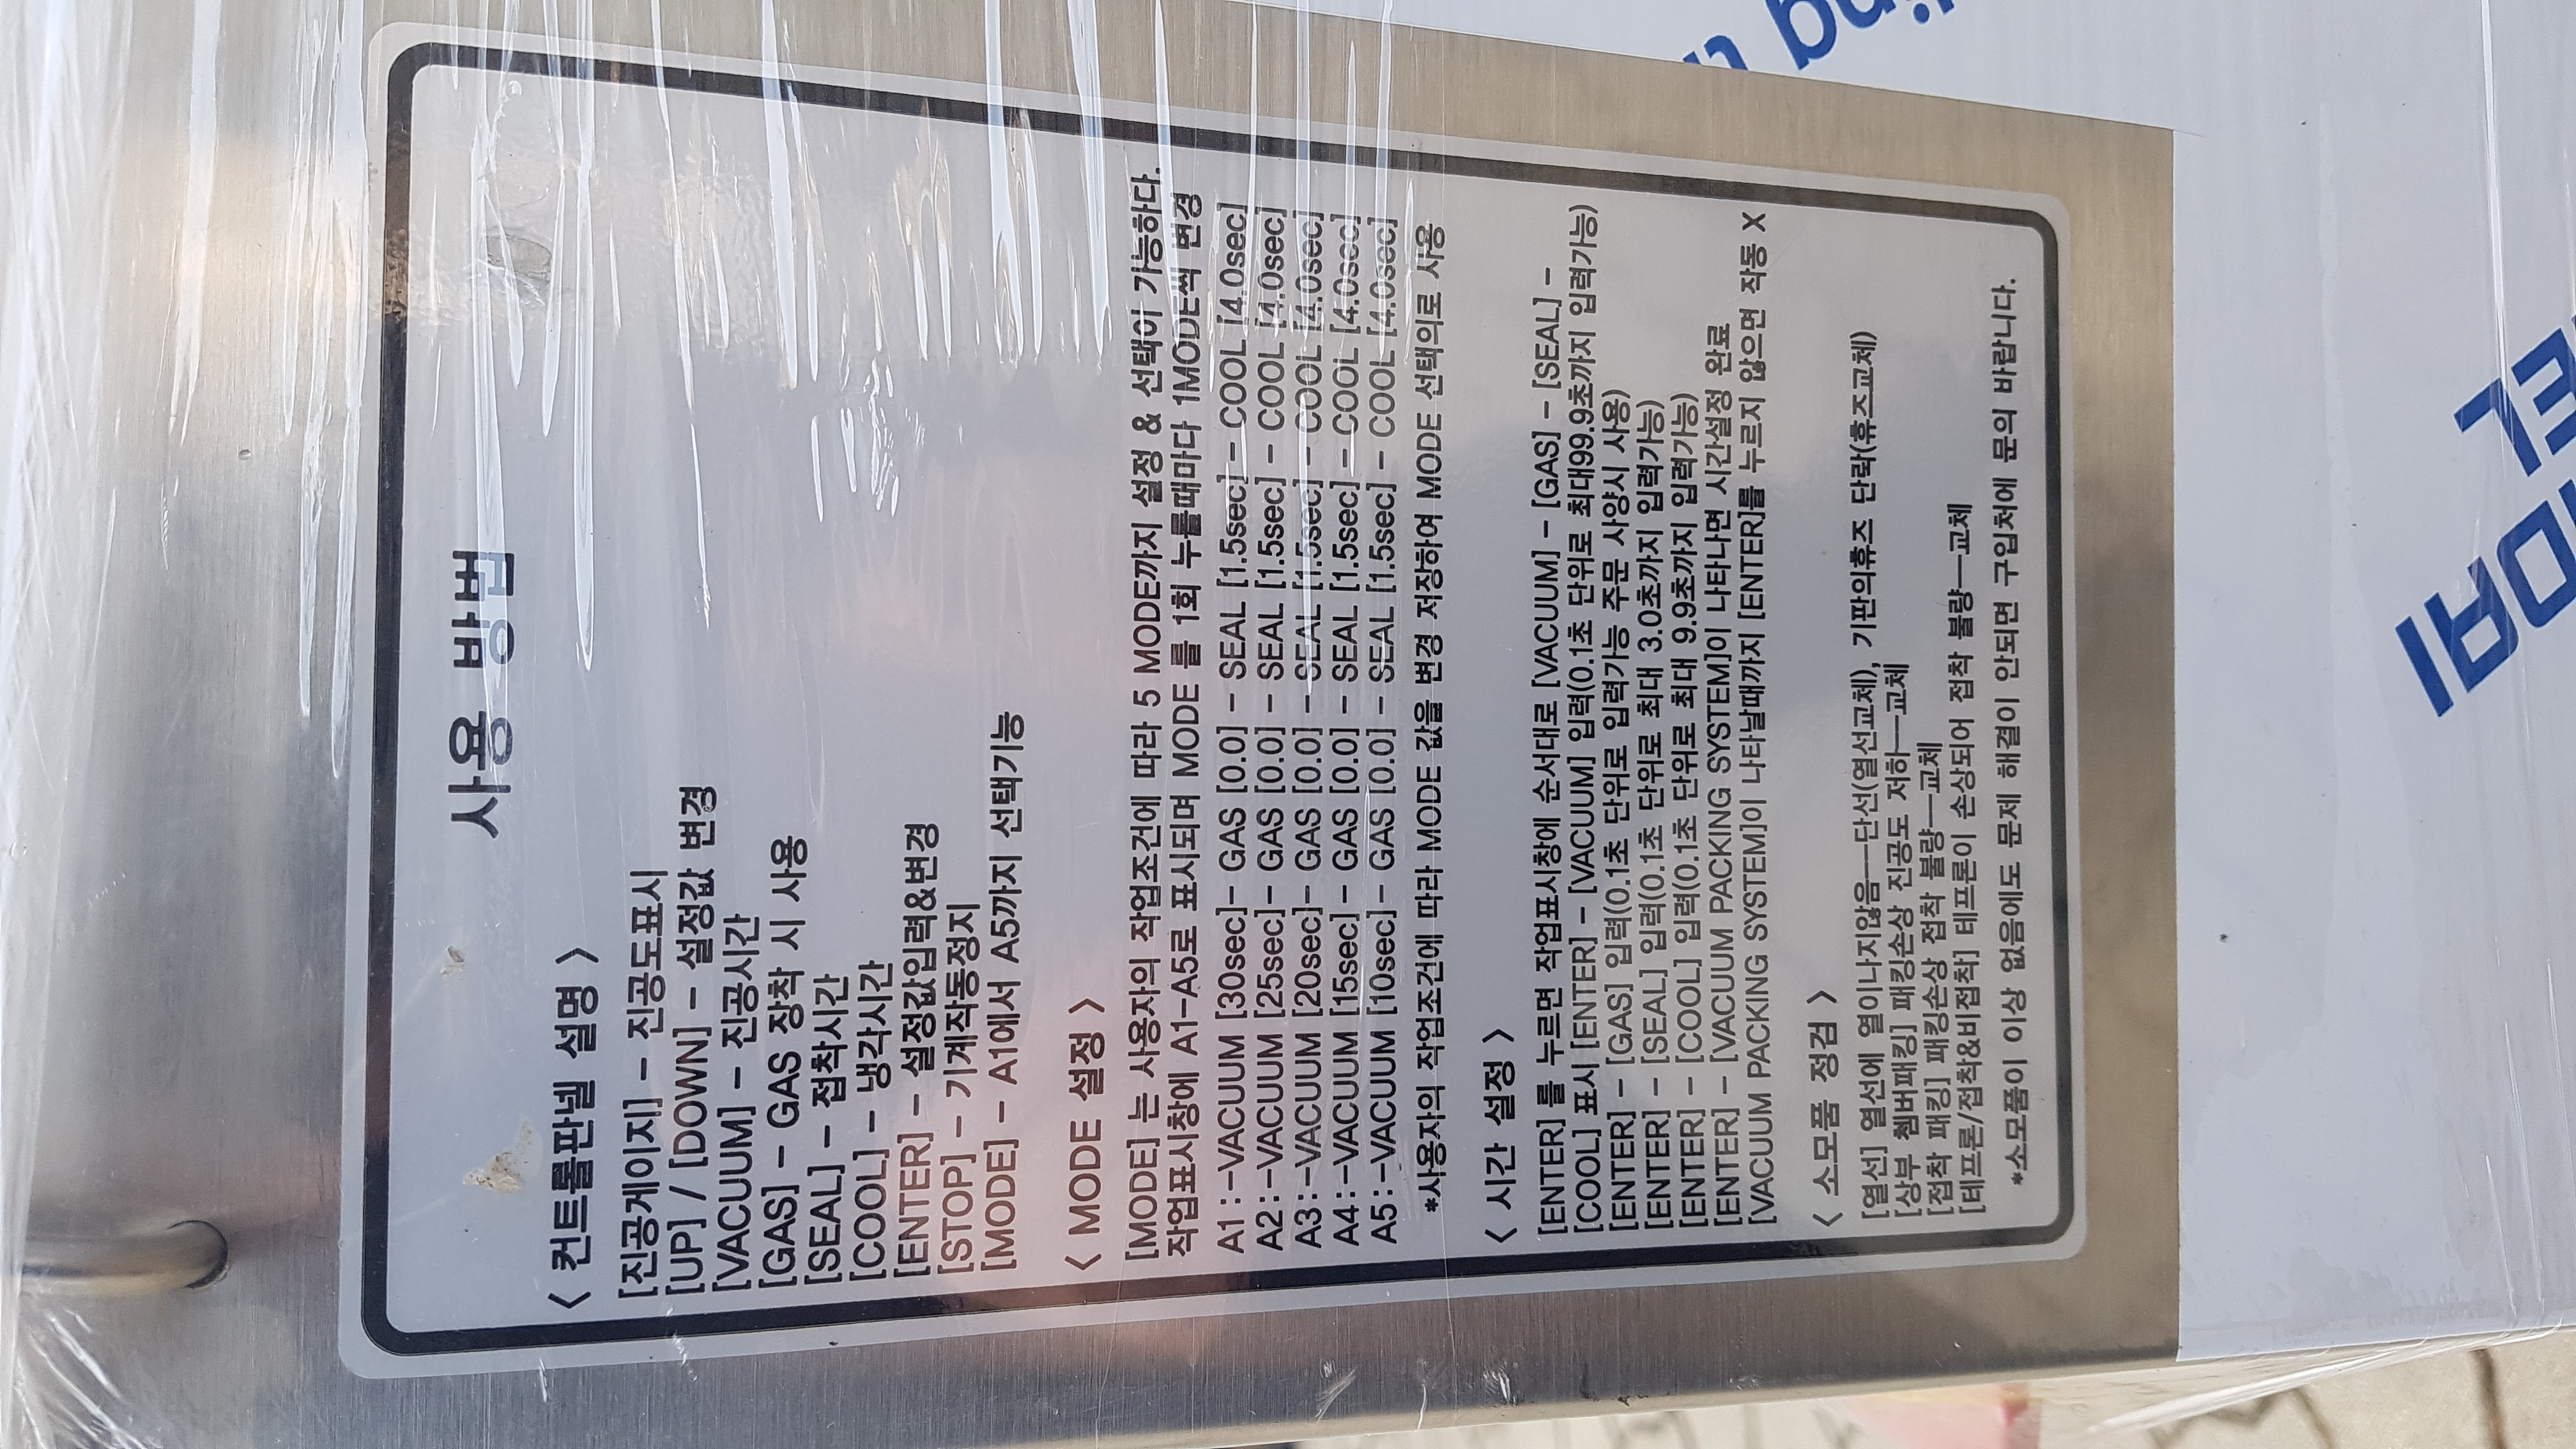 사용 방법
< 컨트롤판넬 설명 >
[진공게이지] - 진공도표시
[UP] / [DOWN] - 설정값 변경
[VACUUM] - 진공시간
[GAS] - GAS 장착 시 사용
[SEAL] - 접착시간
[COOL] - 냉각시간
[ENTER] - 설정값입력&변경
[STOP] - 기계작동정지
[MODE] - A1에서 A5까지 선택기능
< MODE 설정 >
[MODE] 는 사용자의 작업조건에 따라 5 MODE까지 설정 & 선택이 가능하다.
작업표시창에 A1-A5로 표시되며 MODE 를 1회 누를때마다 1MODE씩 변경
A1 :-VACUUM [30sec]- GAS [0.0] - SEAL [1.5sec] - COOL [4.0sec]
A2 :-VACUUM [25sec]- GAS [0.0] - SEAL [1.5sec] - COOL [4.0sec]
A3 :-VACUUM [20sec]- GAS [0.0] - SEAL [1.5sec] - COOL [4.0sec]
A4 :-VACUUM [15sec]- GAS [0.0] - SEAL [1.5sec] - COOL [4.0sec]
A5 :-VACUUM [10sec]- GAS [0.0] - SEAL [1.5sec] - COOL [4.0sec]
*사용자의 작업조건에 따라 MODE 값을 변경 저장하여 MODE 선택의로 사용
< 시간 설정 >
[ENTER] 를 누르면 작업표시창에 순서대로 [VACUUM] - [GAS] - [SEAL] -
[COOL] 표시 [ENTER] - [VACUUM] 입력(0.1초 단위로 최대99.9초까지 입력가능)
[ENTER] - [GAS] 입력(0.1초 단위로 입력가능 주문 사양시 사용)
[ENTER] - [SEAL] 입력(0.1초 단위로 최대 3.0초까지 입력가능)
[ENTER] - [COOL] 입력(0.1초 단위로 최대 9.9초까지 입력가능)
[ENTER] - [VACUUM PACKING SYSTEM]이 나타나면 시간설정 완료
[VACUUM PACKING SYSTEM]이 나타날때까지 [ENTER]를 누르지 않으면 작동 X
< 소모품 정검 >
[열선] 열선에 열이나지않음—단선(열선교체), 기판의휴즈 단락(휴즈교체)
[상부 쳄버패킹] 패킹손상 진공도 저하—교체
[접착 패킹] 패킹손상 접착 불량—교체
[테프론/접착&비접착] 테프론이 손상되어 접착 불량—교체
*소모품이 이상 없음에도 문제 해결이 안되면 구입처에 문의 바랍니다.